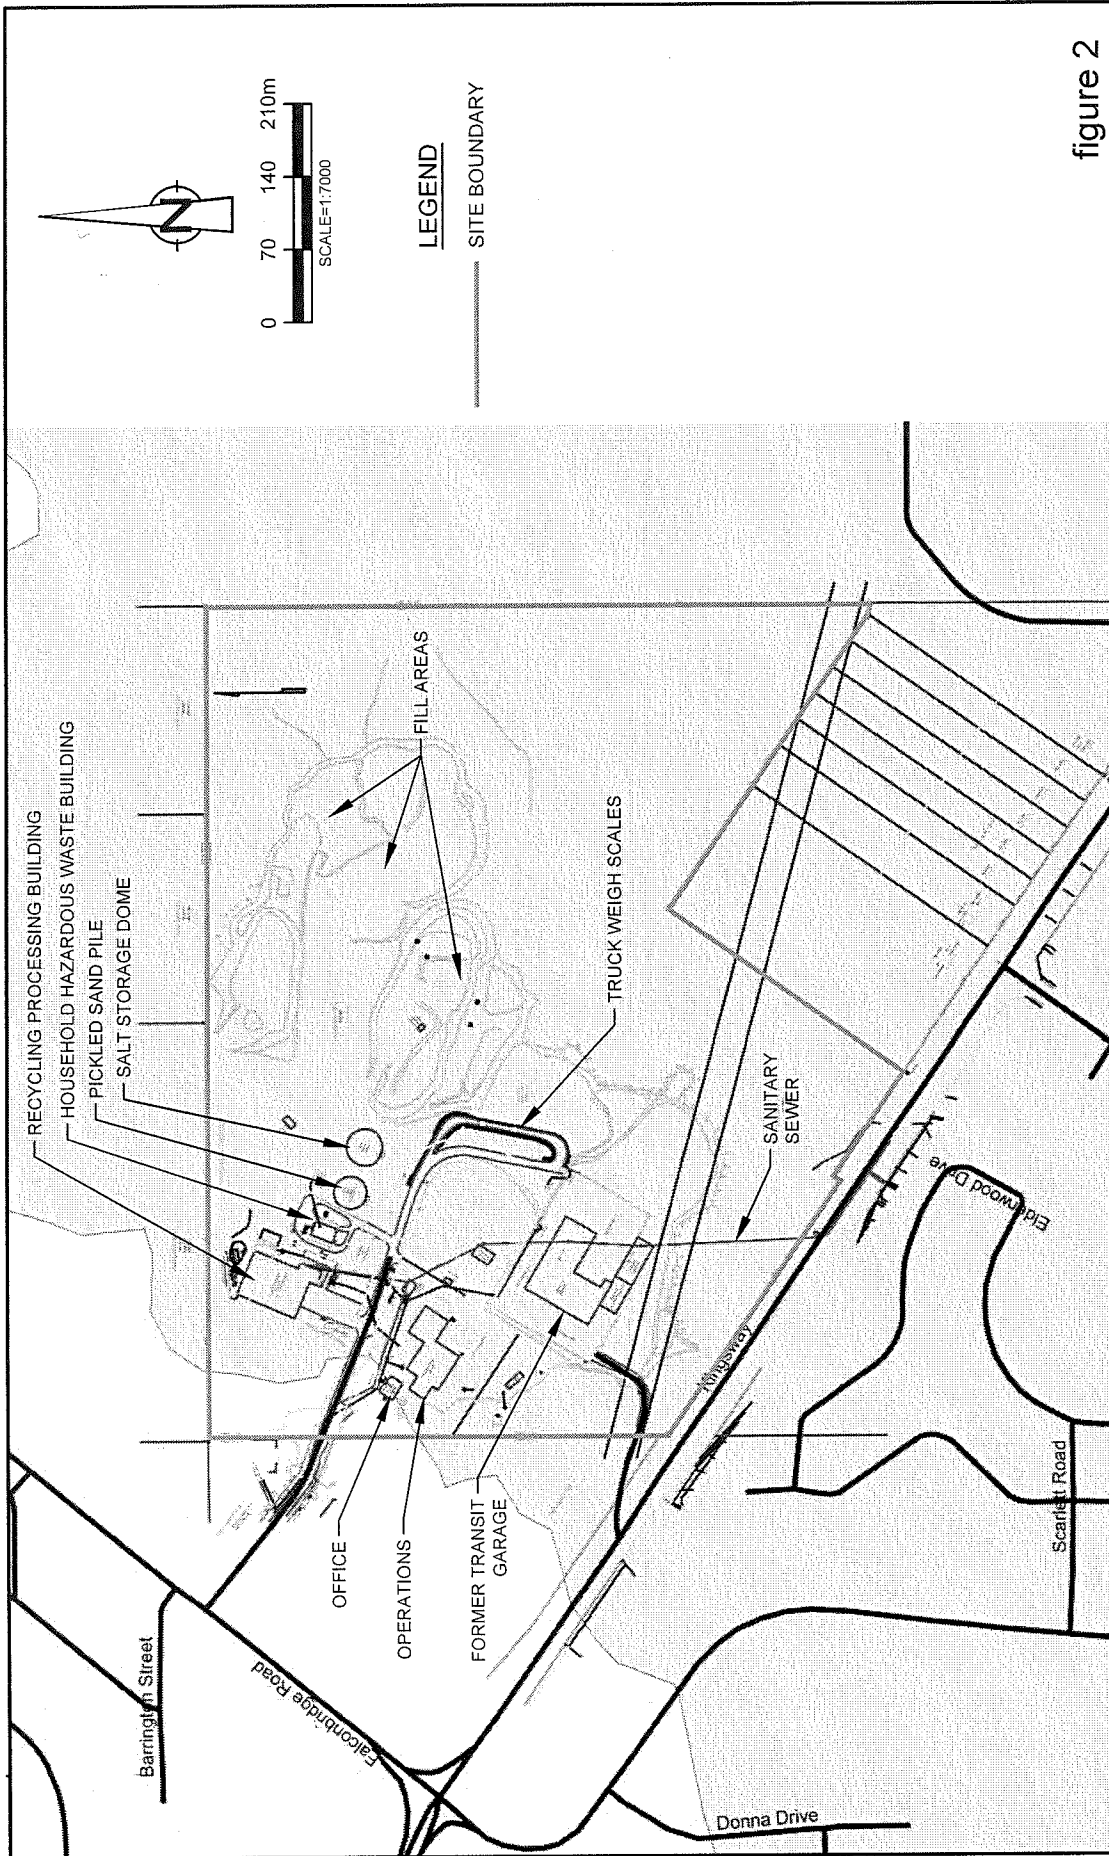 RECYCLING PROCESSING BUILDING
HOUSEHOLD HAZARDOUS WASTE BUILDING
PICKLED SAND PILE
SALT STORAGE DOME
FILL AREAS
TRUCK WEIGH SCALES
SANITARY
SEWER
OFFICE
OPERATIONS
FORMER TRANSIT
GARAGE
Barrington Street
Falconbridge Road
Kingsway
Donna Drive
Scarlett Road
Elderwood Drive
N
0 70 140 210m
SCALE=1:7000
LEGEND
SITE BOUNDARY
figure 2